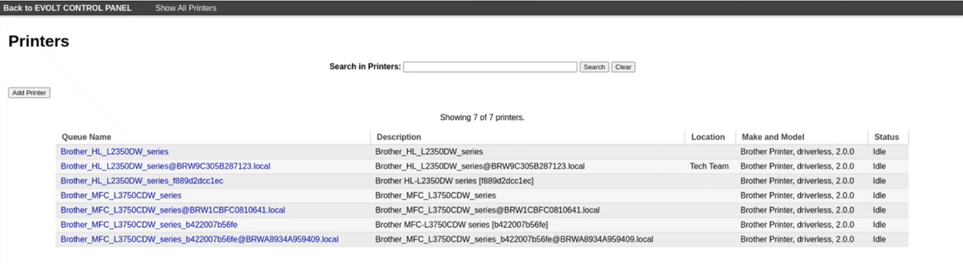 Back to EVOLT CONTROL PANEL Show All Printers
Printers
Search in Printers: Search Clear
Add Printer
Showing 7 of 7 printers.
Queue Name Description Location Make and Model Status
Brother_HL_L2350DW_series Brother_HL_L2350DW_series Brother Printer, driverless, 2.0.0 Idle
Brother_HL_L2350DW_series@BRW9C305B287123.local Brother_HL_L2350DW_series@BRW9C305B287123.local Tech Team Brother Printer, driverless, 2.0.0 Idle
Brother_HL_L2350DW_series_f889d2dcc1ec Brother HL-L2350DW series [f889d2dcc1ec] Brother Printer, driverless, 2.0.0 Idle
Brother_MFC_L3750CDW_series Brother_MFC_L3750CDW_series Brother Printer, driverless, 2.0.0 Idle
Brother_MFC_L3750CDW_series@BRW1CBFC0810641.local Brother_MFC_L3750CDW_series@BRW1CBFC0810641.local Brother Printer, driverless, 2.0.0 Idle
Brother_MFC_L3750CDW_series_b422007b56fe Brother MFC-L3750CDW series [b422007b56fe] Brother Printer, driverless, 2.0.0 Idle
Brother_MFC_L3750CDW_series_b422007b56fe@BRWA8934A959409.local Brother_MFC_L3750CDW_series_b422007b56fe@BRWA8934A959409.local Brother Printer, driverless, 2.0.0 Idle